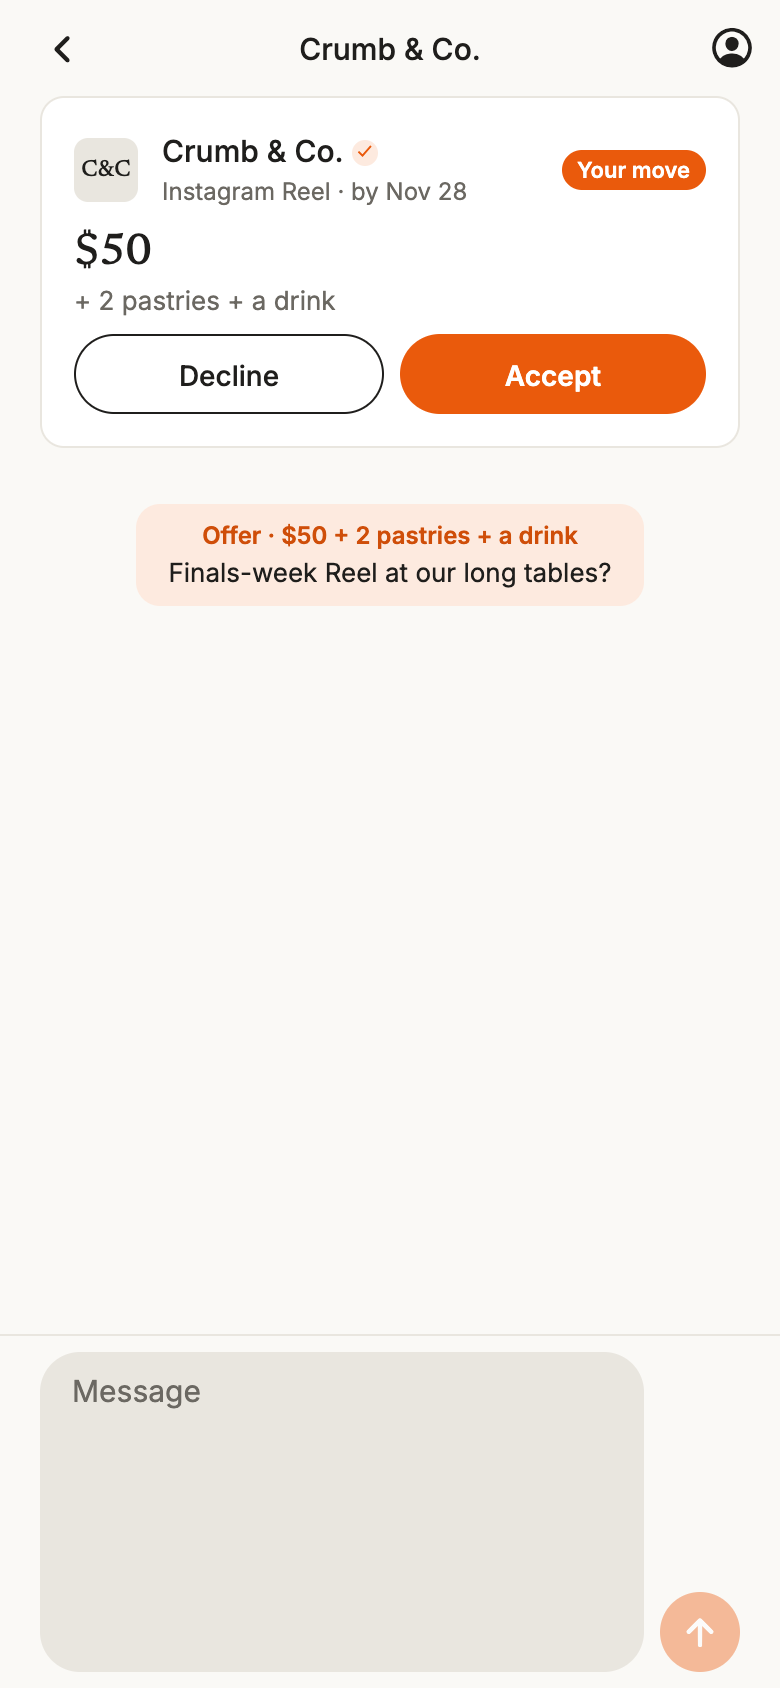 Crumb & Co.
C&C
Crumb & Co.
Instagram Reel · by Nov 28
Your move
$50
+ 2 pastries + a drink
Decline
Accept
Offer · $50 + 2 pastries + a drink
Finals-week Reel at our long tables?
Message